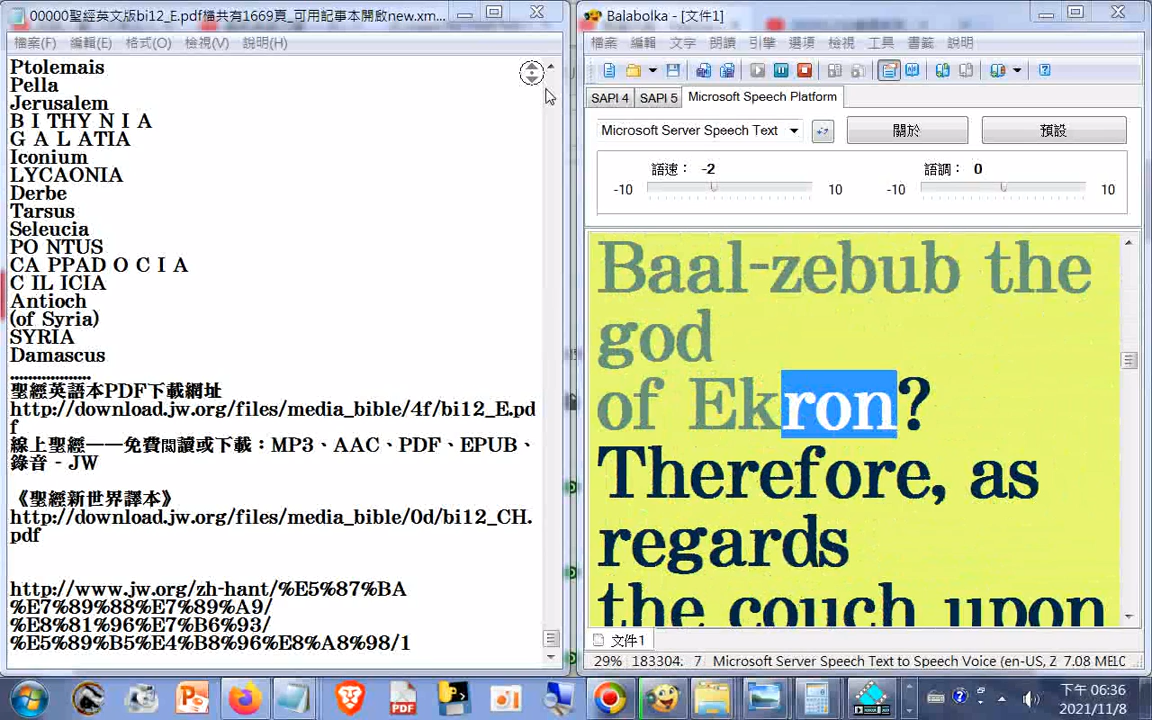 00000聖經英文版bi12_E.pdf檔共有1669頁_可用記事本開啟new.xm...
檔案(F) 編輯(E) 格式(O) 檢視(V) 說明(H)
Ptolemais
Pella
Jerusalem
B I THY N I A
G A L ATIA
Iconium
LYCAONIA
Derbe
Tarsus
Seleucia
PO NTUS
CA PPAD O C I A
C IL ICIA
Antioch
(of Syria)
SYRIA
Damascus
..................
聖經英語本PDF下載網址
http://download.jw.org/files/media_bible/4f/bi12_E.pd
f
線上聖經——免費閱讀或下載：MP3、AAC、PDF、EPUB、
錄音 - JW
《聖經新世界譯本》
http://download.jw.org/files/media_bible/0d/bi12_CH.
pdf
http://www.jw.org/zh-hant/%E5%87%BA
%E7%89%88%E7%89%A9/
%E8%81%96%E7%B6%93/
%E5%89%B5%E4%B8%96%E8%A8%98/1
Balabolka - [文件1]
檔案 編輯 文字 朗讀 引擎 選項 檢視 工具 書籤 說明
SAPI 4 SAPI 5 Microsoft Speech Platform
Microsoft Server Speech Text 關於 預設
語速： -2 語調： 0
-10 10 -10 10
Baal-zebub the
god
of Ekron?
Therefore, as
regards
the couch upon
文件1
29% 183304: 7 Microsoft Server Speech Text to Speech Voice (en-US, Z 7.08 MELC
PDF
下午 06:36
2021/11/8